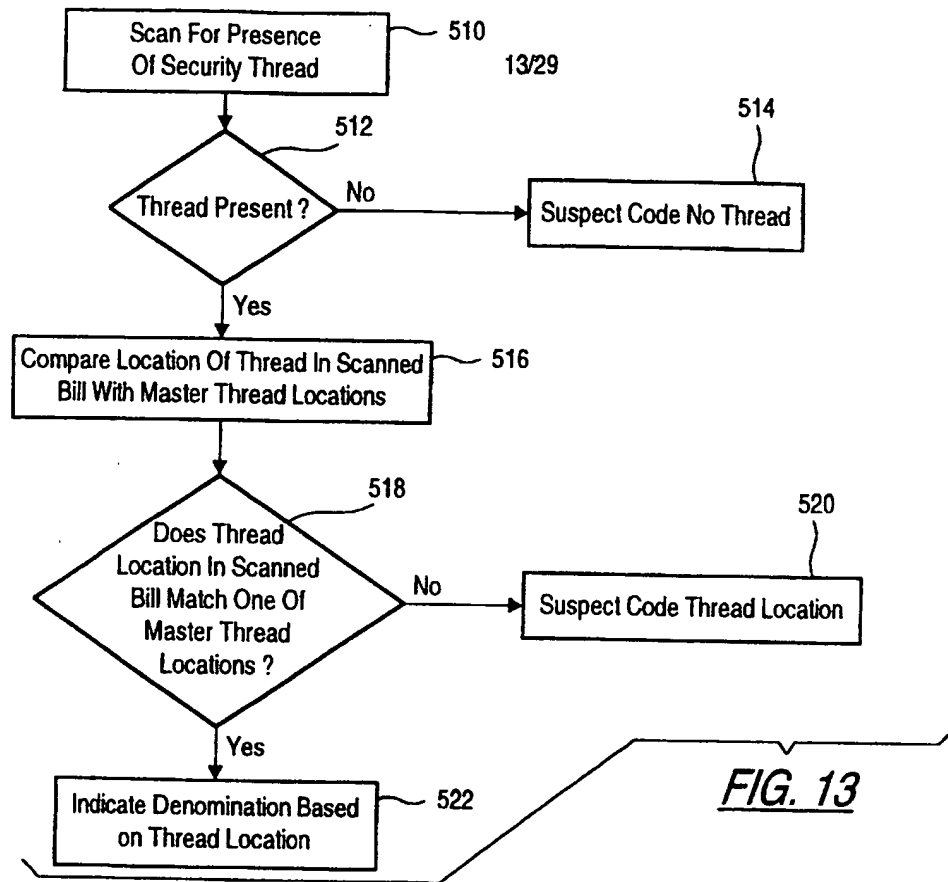 Scan For Presence
Of Security Thread
510
13/29
512
514
Thread Present ?
No
Suspect Code No Thread
Yes
Compare Location Of Thread In Scanned
Bill With Master Thread Locations
516
518
520
Does Thread
Location In Scanned
Bill Match One Of
Master Thread
Locations ?
No
Suspect Code Thread Location
Yes
Indicate Denomination Based
on Thread Location
522
FIG. 13